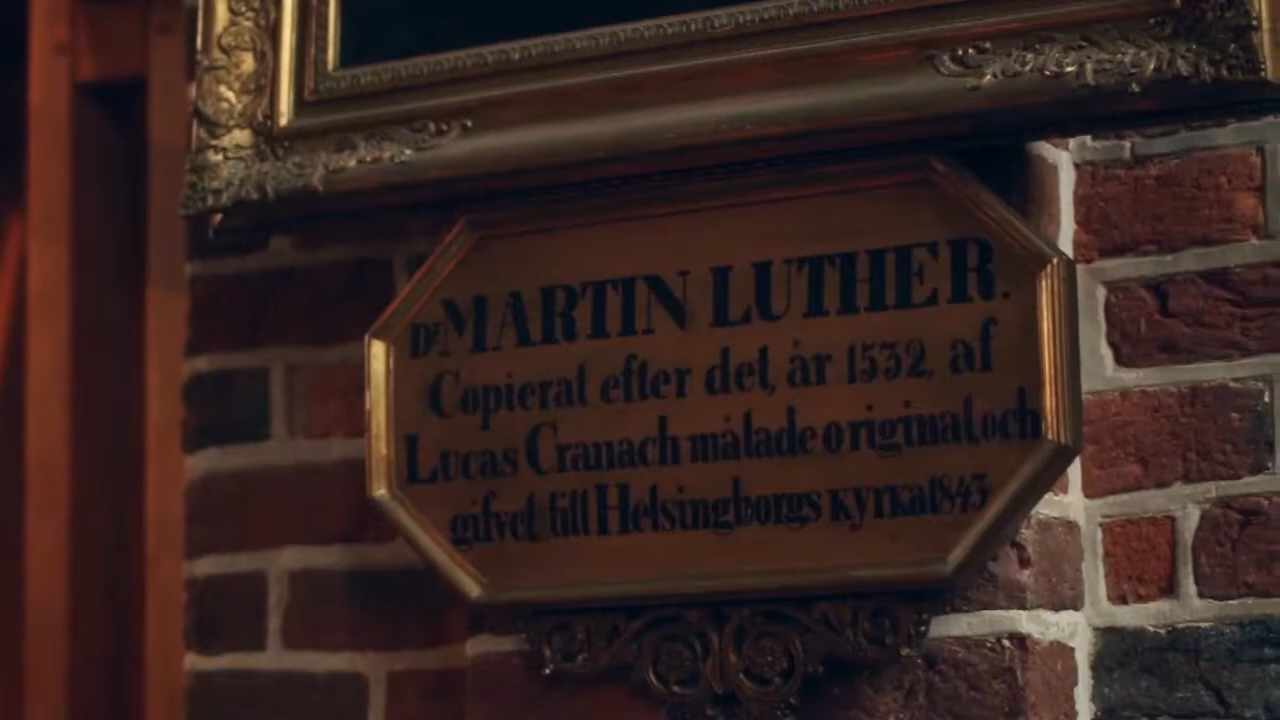 Dr MARTIN LUTHER.
Copierat efter det, år 1532, af
Lucas Cranach målade original, och
gifvet till Helsingborgs kyrka 1843